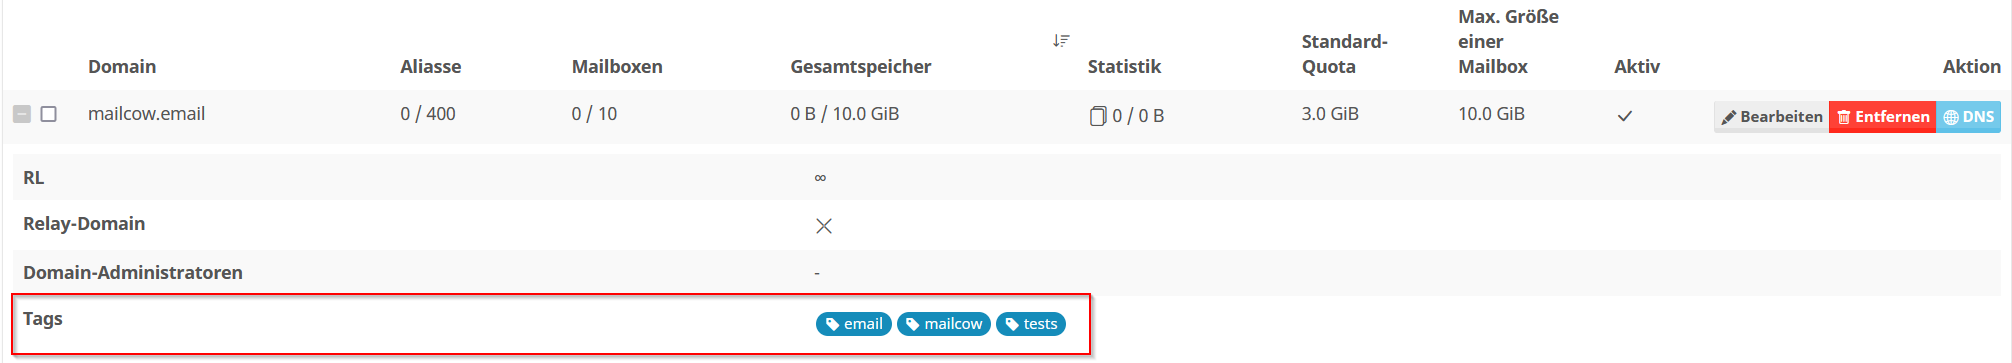 Domain Aliasse Mailboxen Gesamtspeicher Statistik Standard-Quota Max. Größe einer Mailbox Aktiv Aktion
mailcow.email 0 / 400 0 / 10 0 B / 10.0 GiB 0 / 0 B 3.0 GiB 10.0 GiB Bearbeiten Entfernen DNS
RL ∞
Relay-Domain
Domain-Administratoren -
Tags email mailcow tests